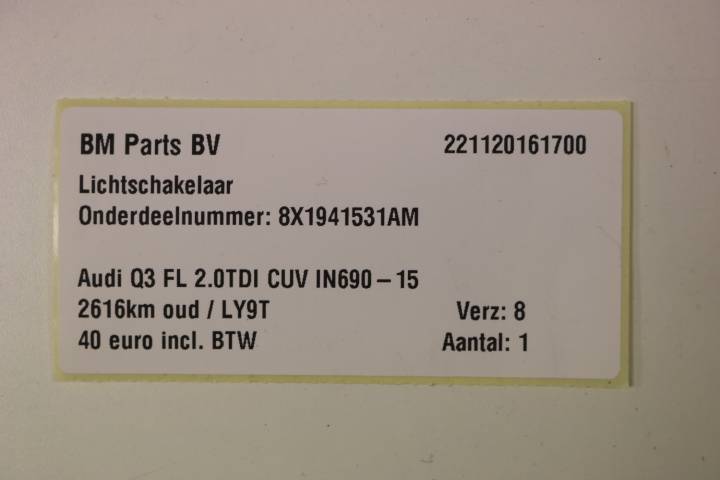 BM Parts BV 221120161700
Lichtschakelaar
Onderdeelnummer: 8X1941531AM
Audi Q3 FL 2.0TDI CUV IN690-15
2616km oud / LY9T Verz: 8
40 euro incl. BTW Aantal: 1